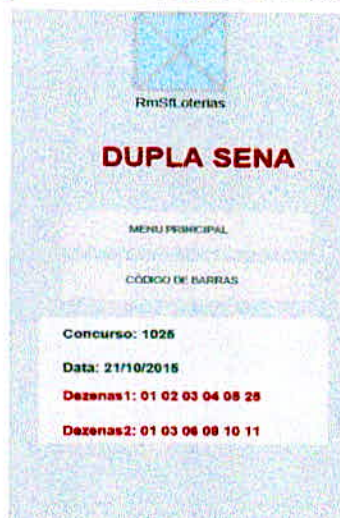 RmSfLoterias
DUPLA SENA
MENU PRINCIPAL
CÓDIGO DE BARRAS
Concurso: 1025
Data: 21/10/2015
Dezenas1: 01 02 03 04 05 25
Dezenas2: 01 03 06 09 10 11